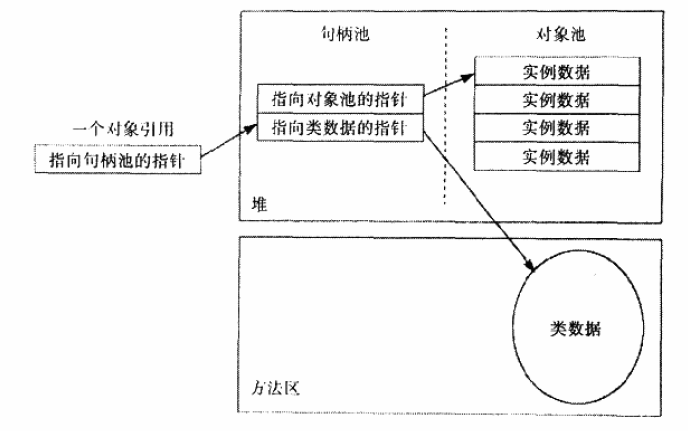 句柄池
对象池
实例数据
指向对象池的指针
实例数据
一个对象引用
指向类数据的指针
实例数据
指向句柄池的指针
实例数据
堆
类数据
方法区